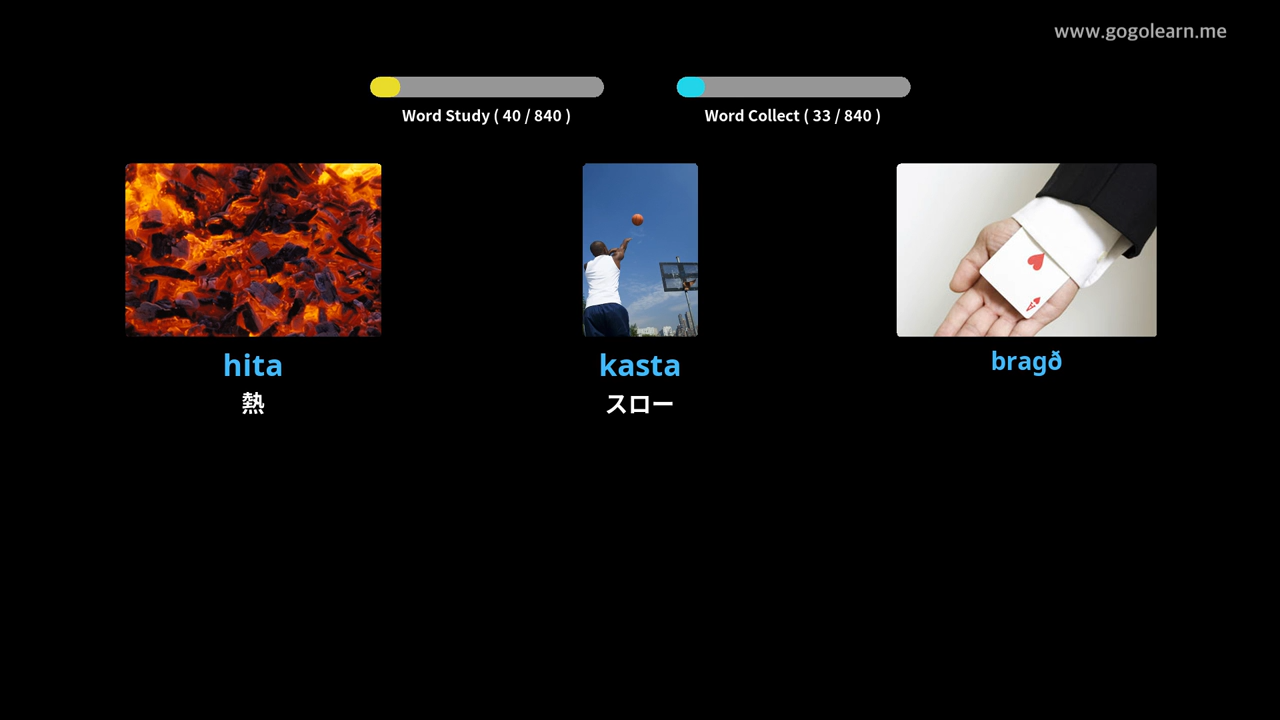 www.gogolearn.me
Word Study ( 40 / 840 )
Word Collect ( 33 / 840 )
hita
熱
kasta
スロー
bragð
A